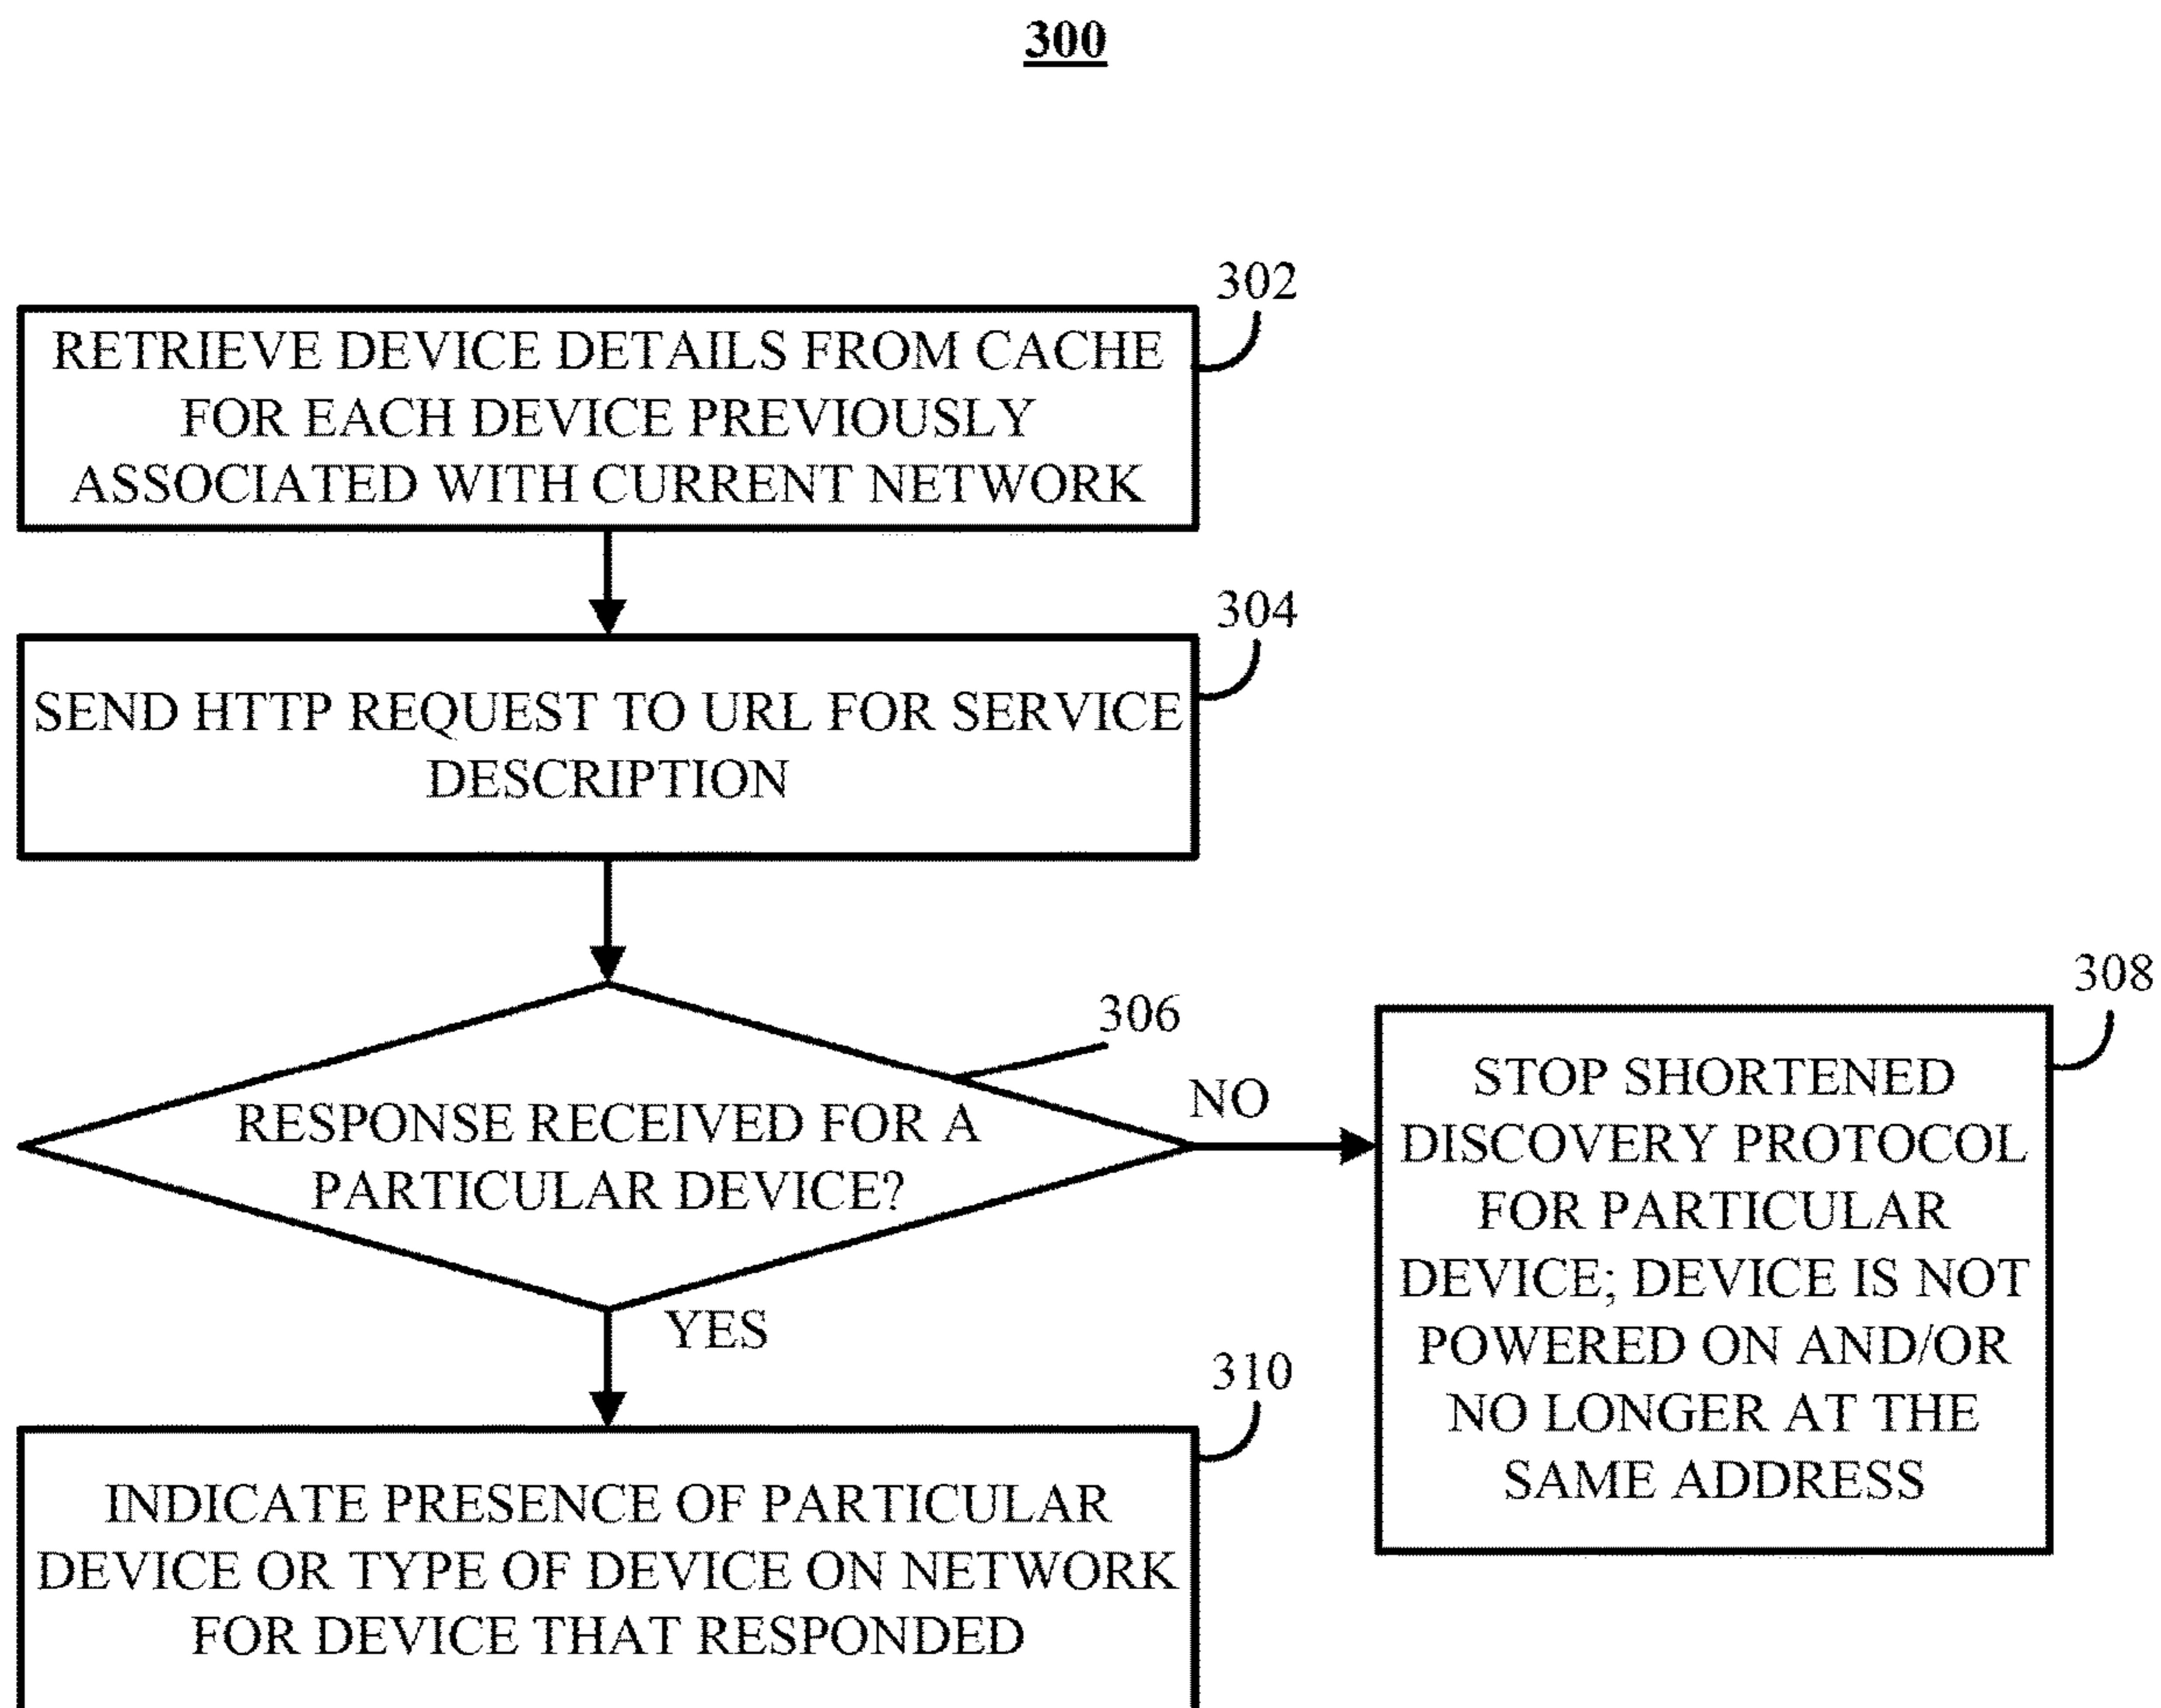 300
302
RETRIEVE DEVICE DETAILS FROM CACHE
FOR EACH DEVICE PREVIOUSLY
ASSOCIATED WITH CURRENT NETWORK
304
SEND HTTP REQUEST TO URL FOR SERVICE
DESCRIPTION
306
RESPONSE RECEIVED FOR A
PARTICULAR DEVICE?
NO
308
STOP SHORTENED
DISCOVERY PROTOCOL
FOR PARTICULAR
DEVICE; DEVICE IS NOT
POWERED ON AND/OR
NO LONGER AT THE
SAME ADDRESS
YES
310
INDICATE PRESENCE OF PARTICULAR
DEVICE OR TYPE OF DEVICE ON NETWORK
FOR DEVICE THAT RESPONDED